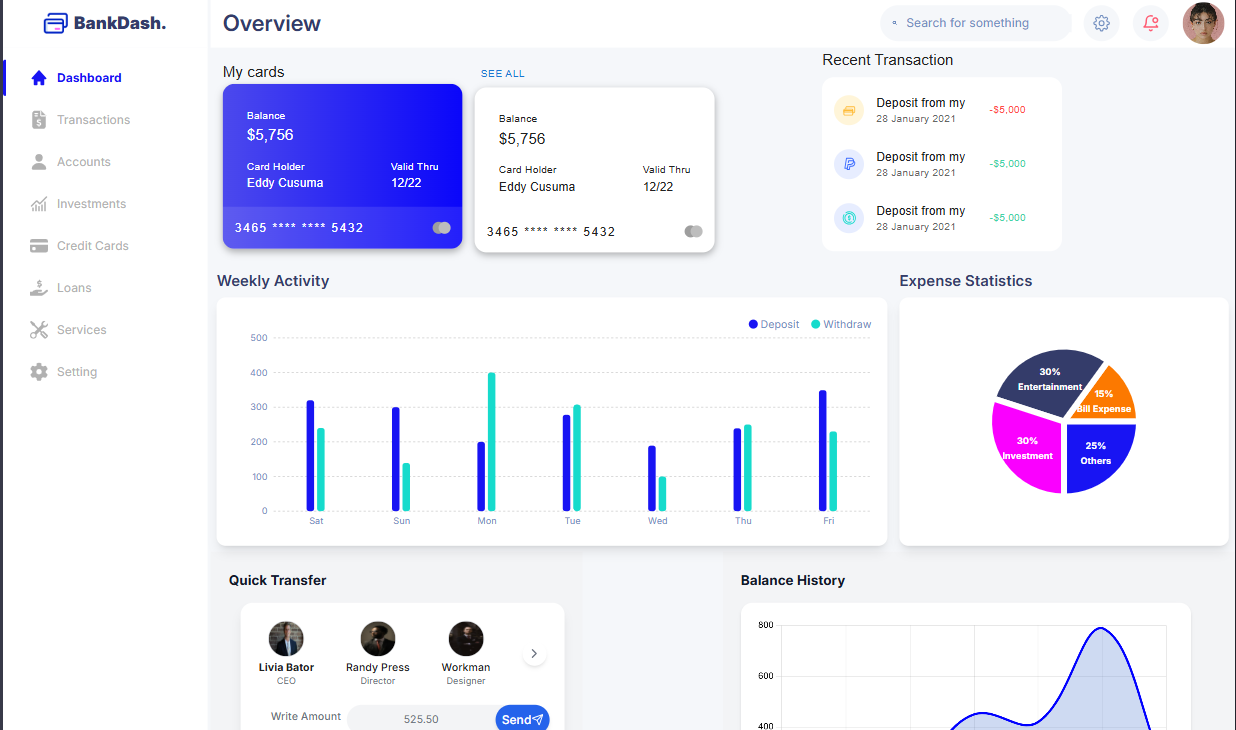 BankDash.
Overview
Search for something
Dashboard
Transactions
Accounts
Investments
Credit Cards
Loans
Services
Setting
My cards
SEE ALL
Balance
$5,756
Card Holder
Valid Thru
Eddy Cusuma
12/22
3465 **** **** 5432
Balance
$5,756
Card Holder
Valid Thru
Eddy Cusuma
12/22
3465 **** **** 5432
Recent Transaction
Deposit from my
28 January 2021
-$5,000
Deposit from my
28 January 2021
-$5,000
Deposit from my
28 January 2021
-$5,000
Weekly Activity
Deposit
Withdraw
500
400
300
200
100
0
Sat
Sun
Mon
Tue
Wed
Thu
Fri
Expense Statistics
30%
Entertainment
15%
Bill Expense
30%
Investment
25%
Others
Quick Transfer
Livia Bator
CEO
Randy Press
Director
Workman
Designer
Write Amount
525.50
Send
Balance History
800
600
400